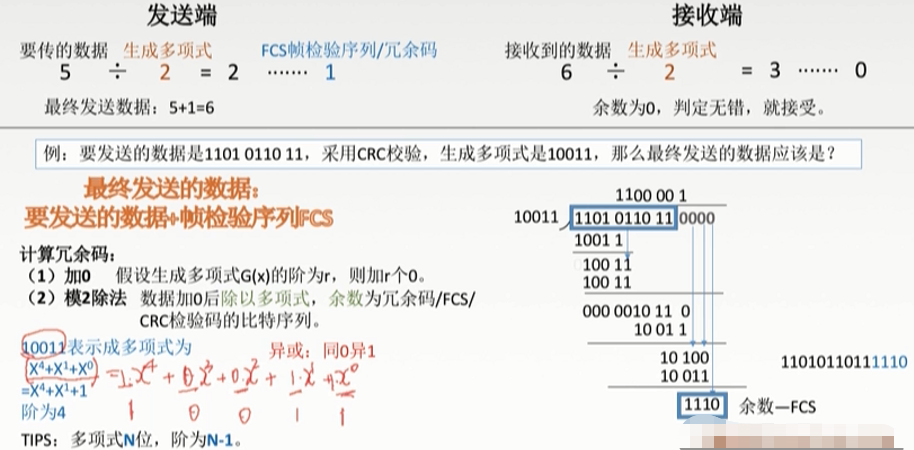 发送端
要传的数据 生成多项式 FCS帧检验序列/冗余码
5 ÷ 2 = 2 ······· 1
最终发送数据：5+1=6
接收端
接收到的数据 生成多项式
6 ÷ 2 = 3 ······· 0
余数为0，判定无错，就接受。
例：要发送的数据是1101 0110 11，采用CRC校验，生成多项式是10011，那么最终发送的数据应该是？
最终发送的数据：
要发送的数据+帧检验序列FCS
计算冗余码：
（1）加0 假设生成多项式G(x)的阶为r，则加r个0。
（2）模2除法 数据加0后除以多项式，余数为冗余码/FCS/
CRC检验码的比特序列。
10011表示成多项式为
X⁴+X¹+X⁰
=X⁴+X¹+1
阶为4
TIPS：多项式N位，阶为N-1。
异或：同0异1
=1·x⁴+0·x³+0·x²+1·x¹+1·x⁰
1 0 0 1 1
1100 00 1
10011 1101 0110 11 0000
1001 1
100 11
100 11
000 0010 11 0
10 01 1
10 100
10 011
1110 余数—FCS
11010110111110